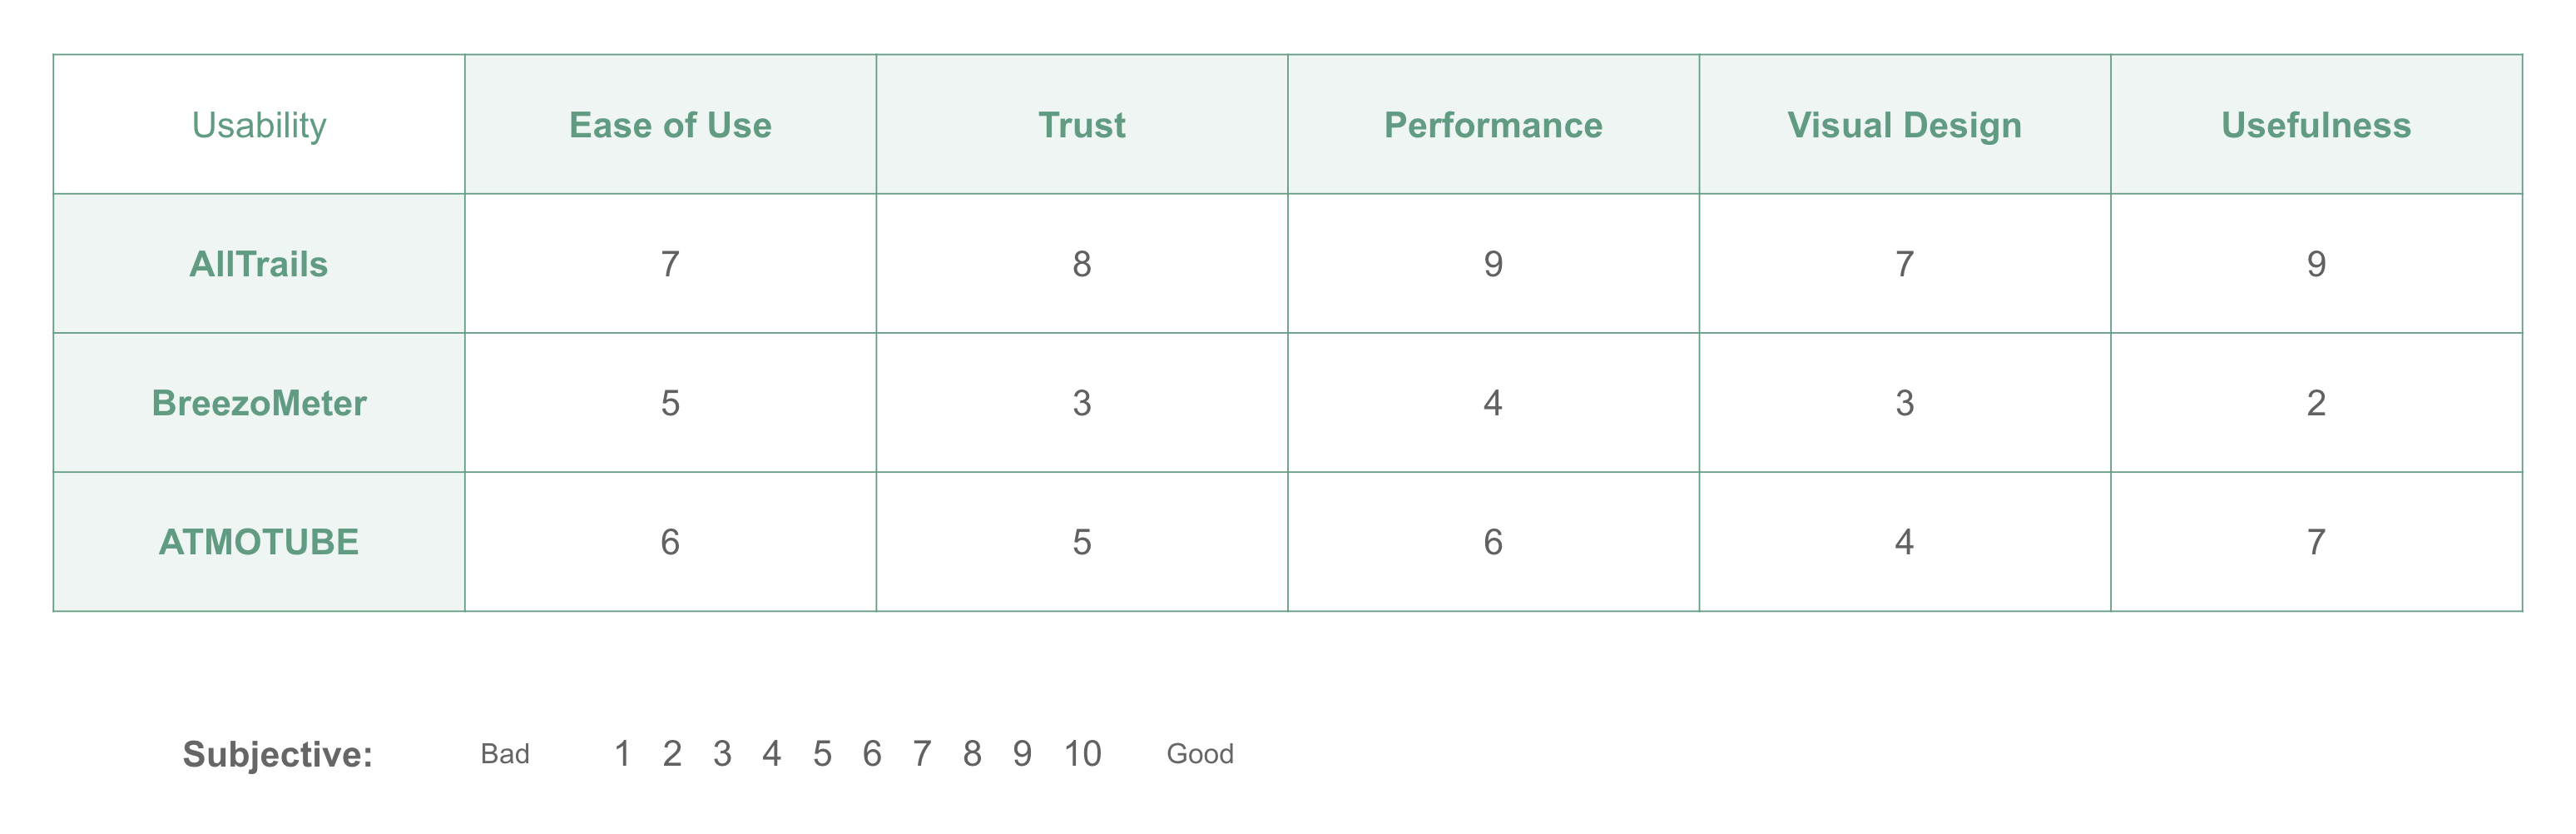 Usability Ease of Use Trust Performance Visual Design Usefulness
AllTrails 7 8 9 7 9
BreezoMeter 5 3 4 3 2
ATMOTUBE 6 5 6 4 7
Subjective: Bad 1 2 3 4 5 6 7 8 9 10 Good